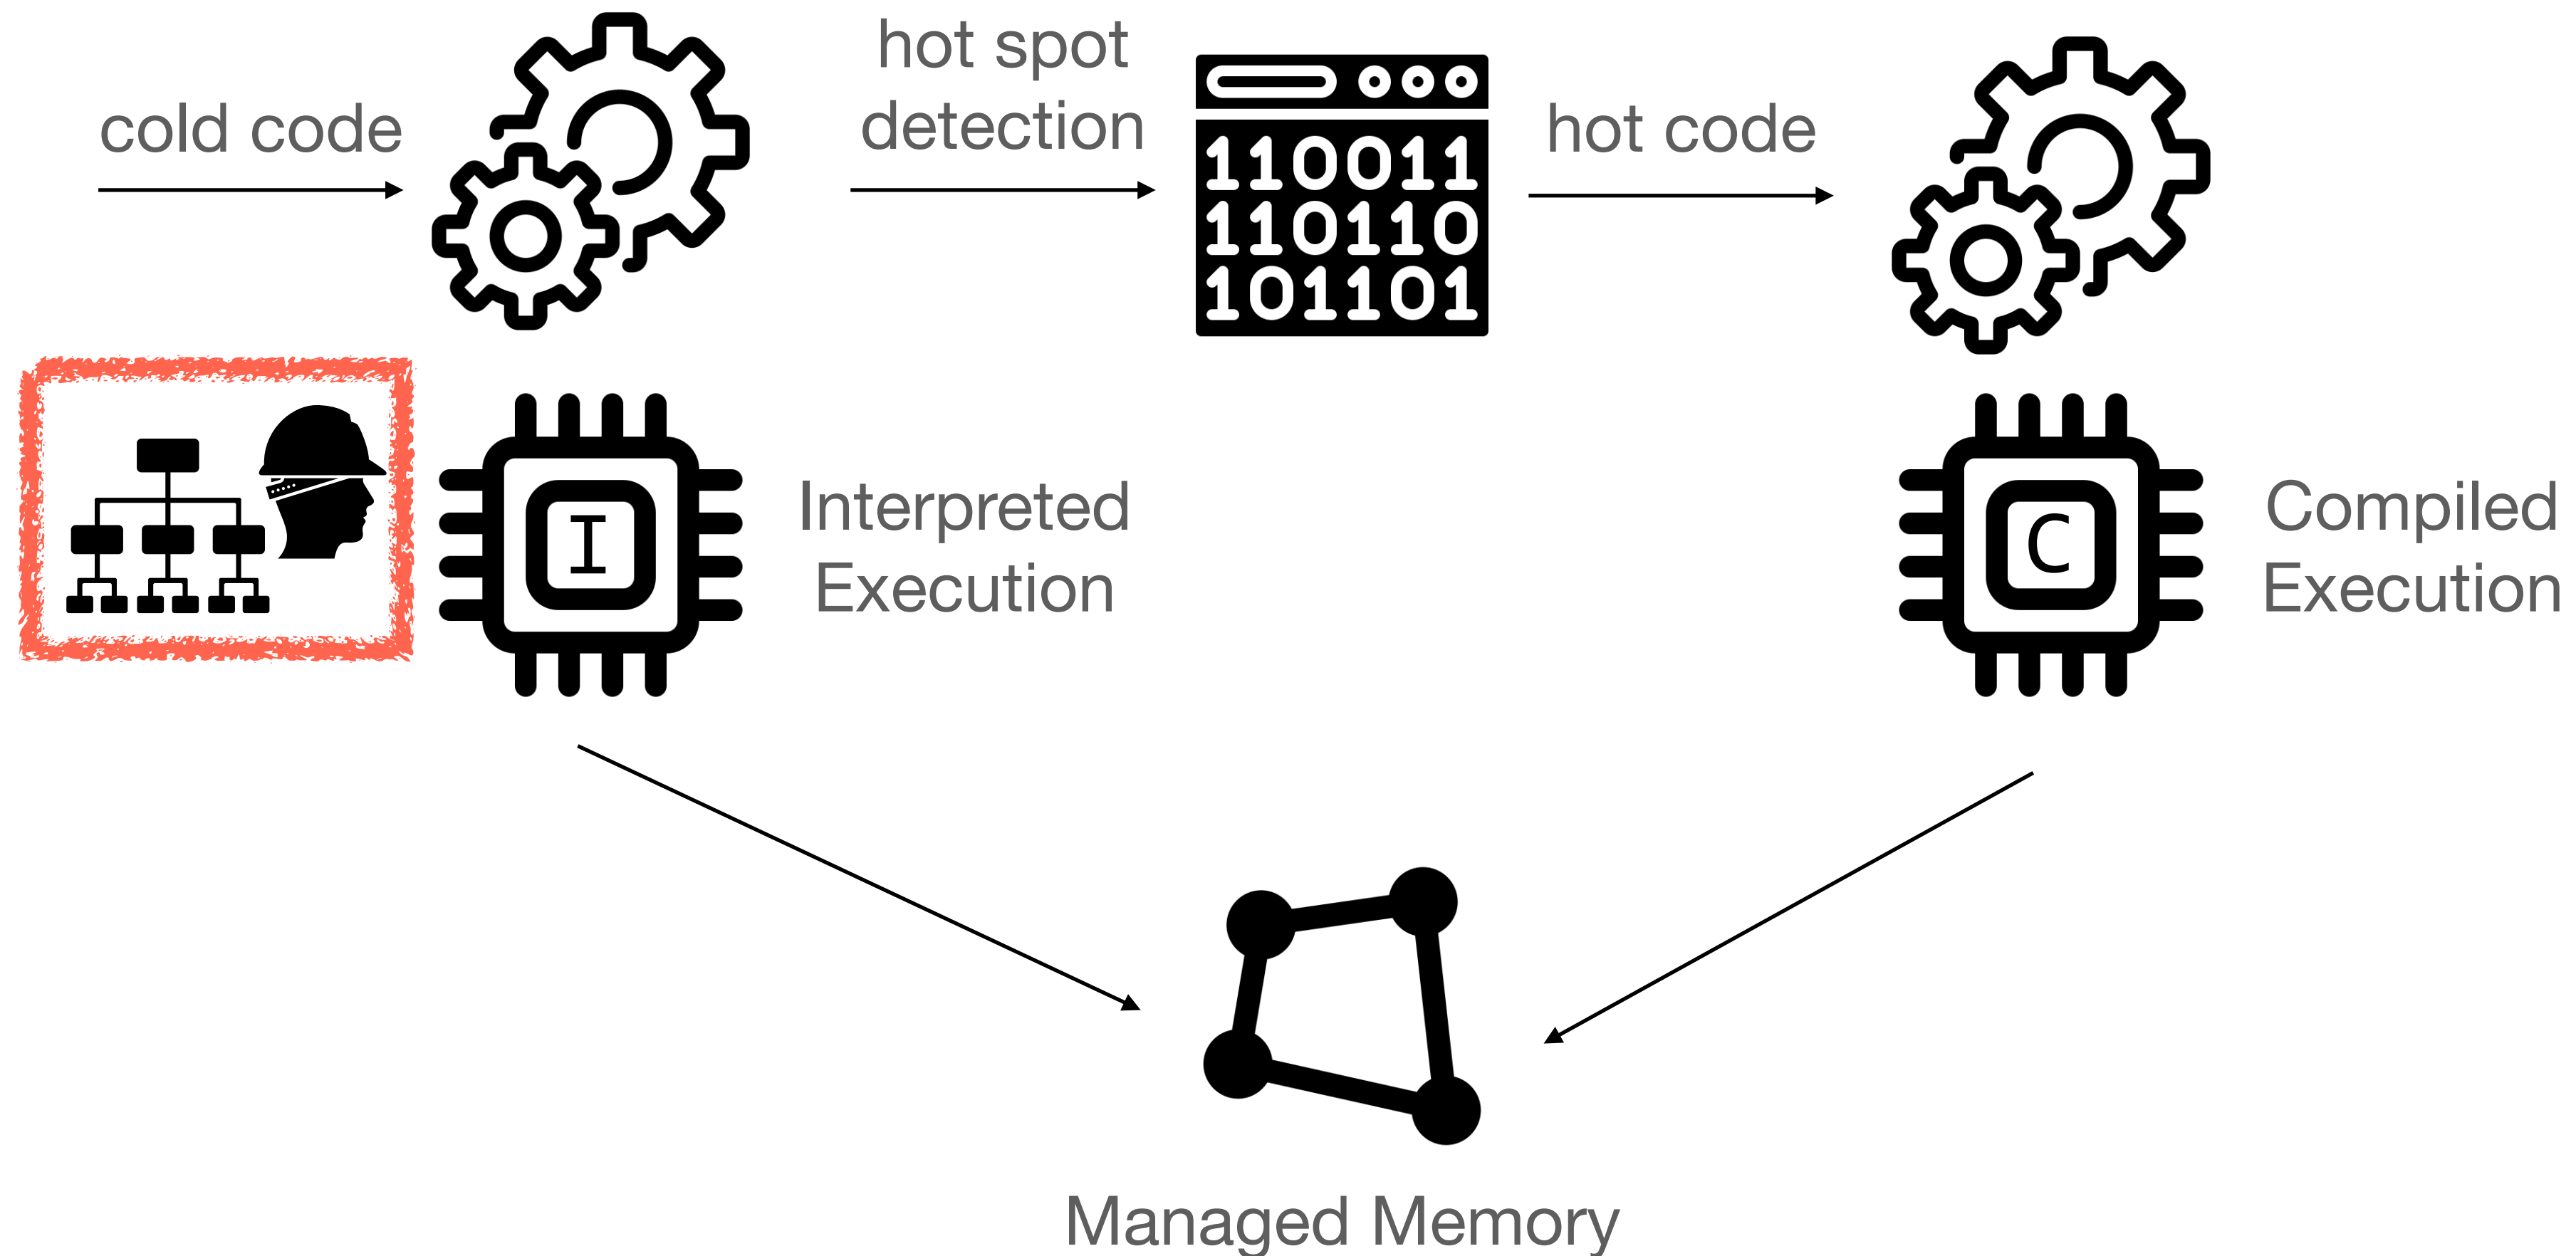 cold code
hot spot
detection
hot code
110011
110110
101101
I
Interpreted
Execution
C
Compiled
Execution
Managed Memory